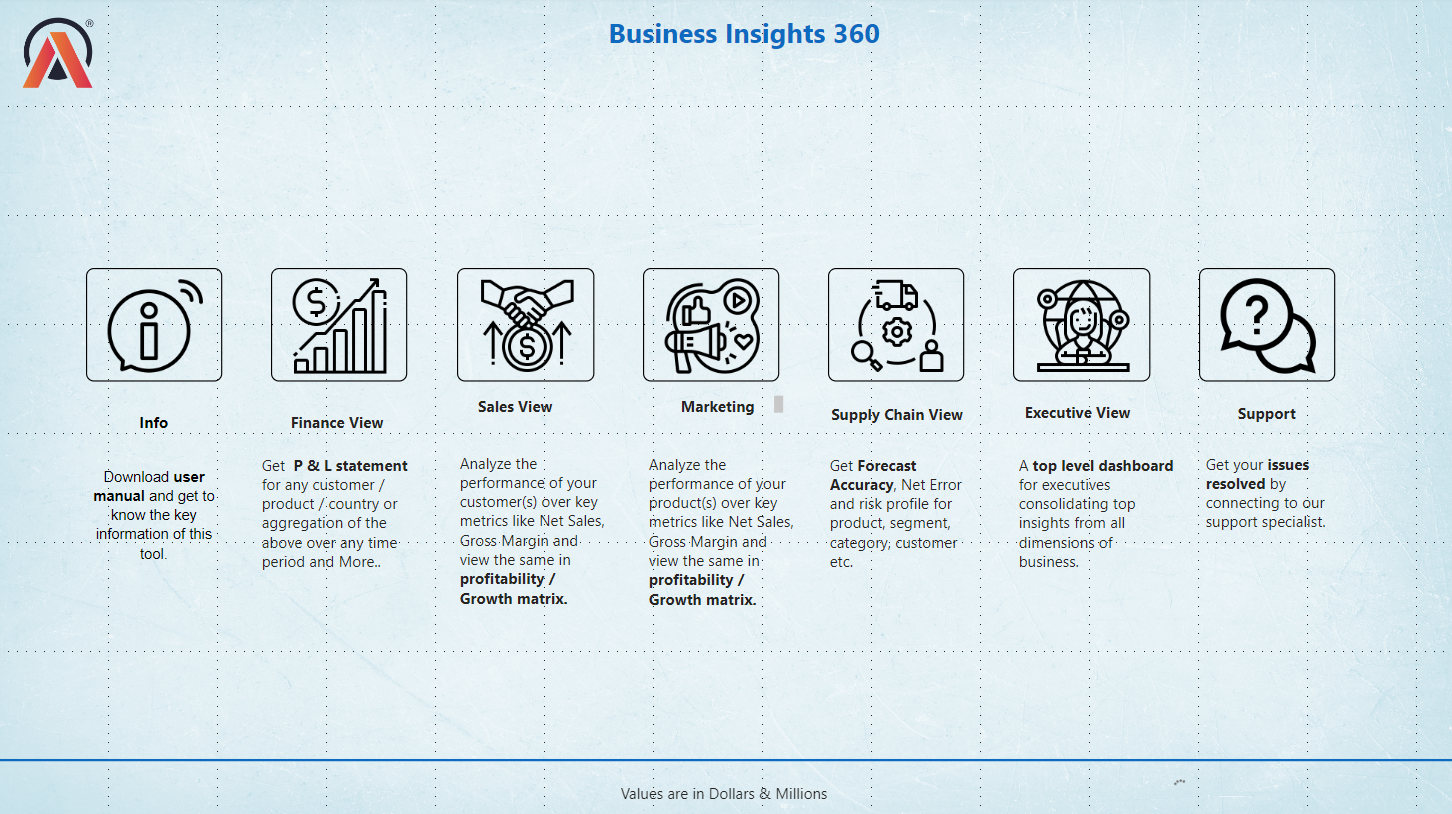 ®
Business Insights 360
Info
Download user
manual and get to
know the key
information of this
tool.
Finance View
Get P & L statement
for any customer /
product / country or
aggregation of the
above over any time
period and More..
Sales View
Analyze the
performance of your
customer(s) over key
metrics like Net Sales,
Gross Margin and
view the same in
profitability /
Growth matrix.
Marketing
Analyze the
performance of your
product(s) over key
metrics like Net Sales,
Gross Margin and
view the same in
profitability /
Growth matrix.
Supply Chain View
Get Forecast
Accuracy, Net Error
and risk profile for
product, segment,
category, customer
etc.
Executive View
A top level dashboard
for executives
consolidating top
insights from all
dimensions of
business.
Support
Get your issues
resolved by
connecting to our
support specialist.
Values are in Dollars & Millions